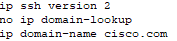 ip ssh version 2
no ip domain-lookup
ip domain-name cisco.com